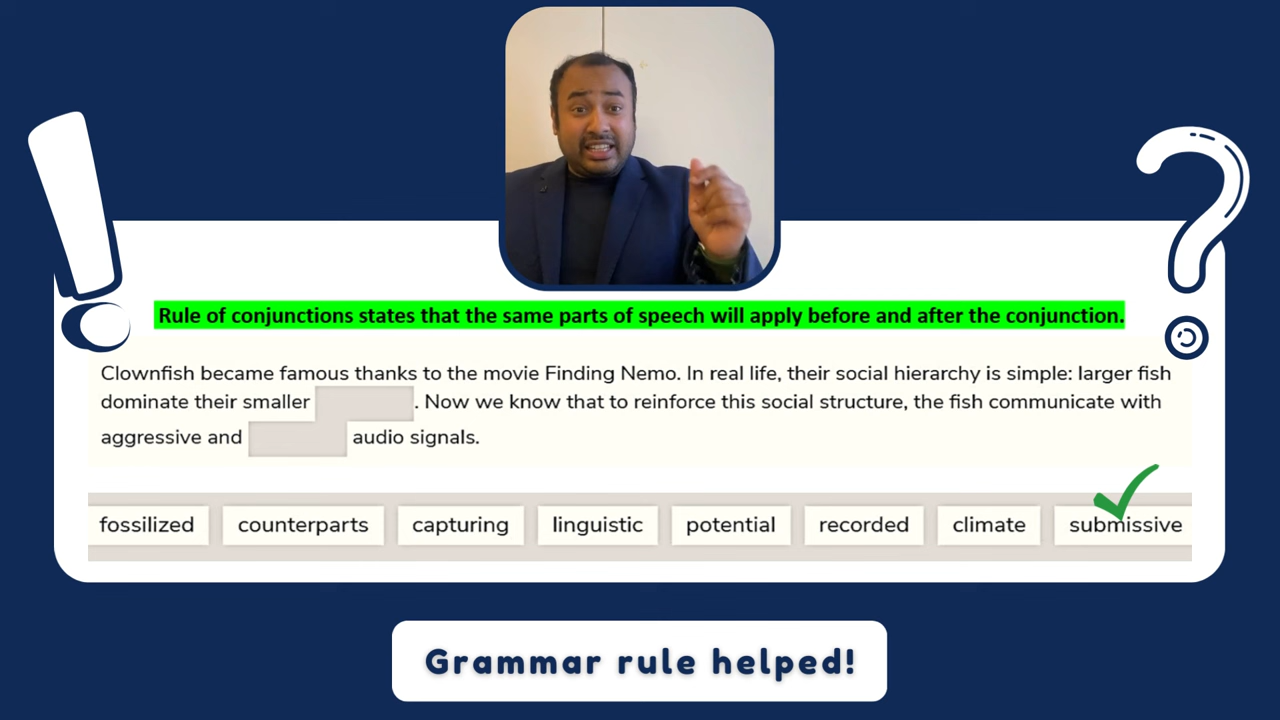 Rule of conjunctions states that the same parts of speech will apply before and after the conjunction.
Clownfish became famous thanks to the movie Finding Nemo. In real life, their social hierarchy is simple: larger fish
dominate their smaller . Now we know that to reinforce this social structure, the fish communicate with
aggressive and audio signals.
fossilized counterparts capturing linguistic potential recorded climate submissive
Grammar rule helped!